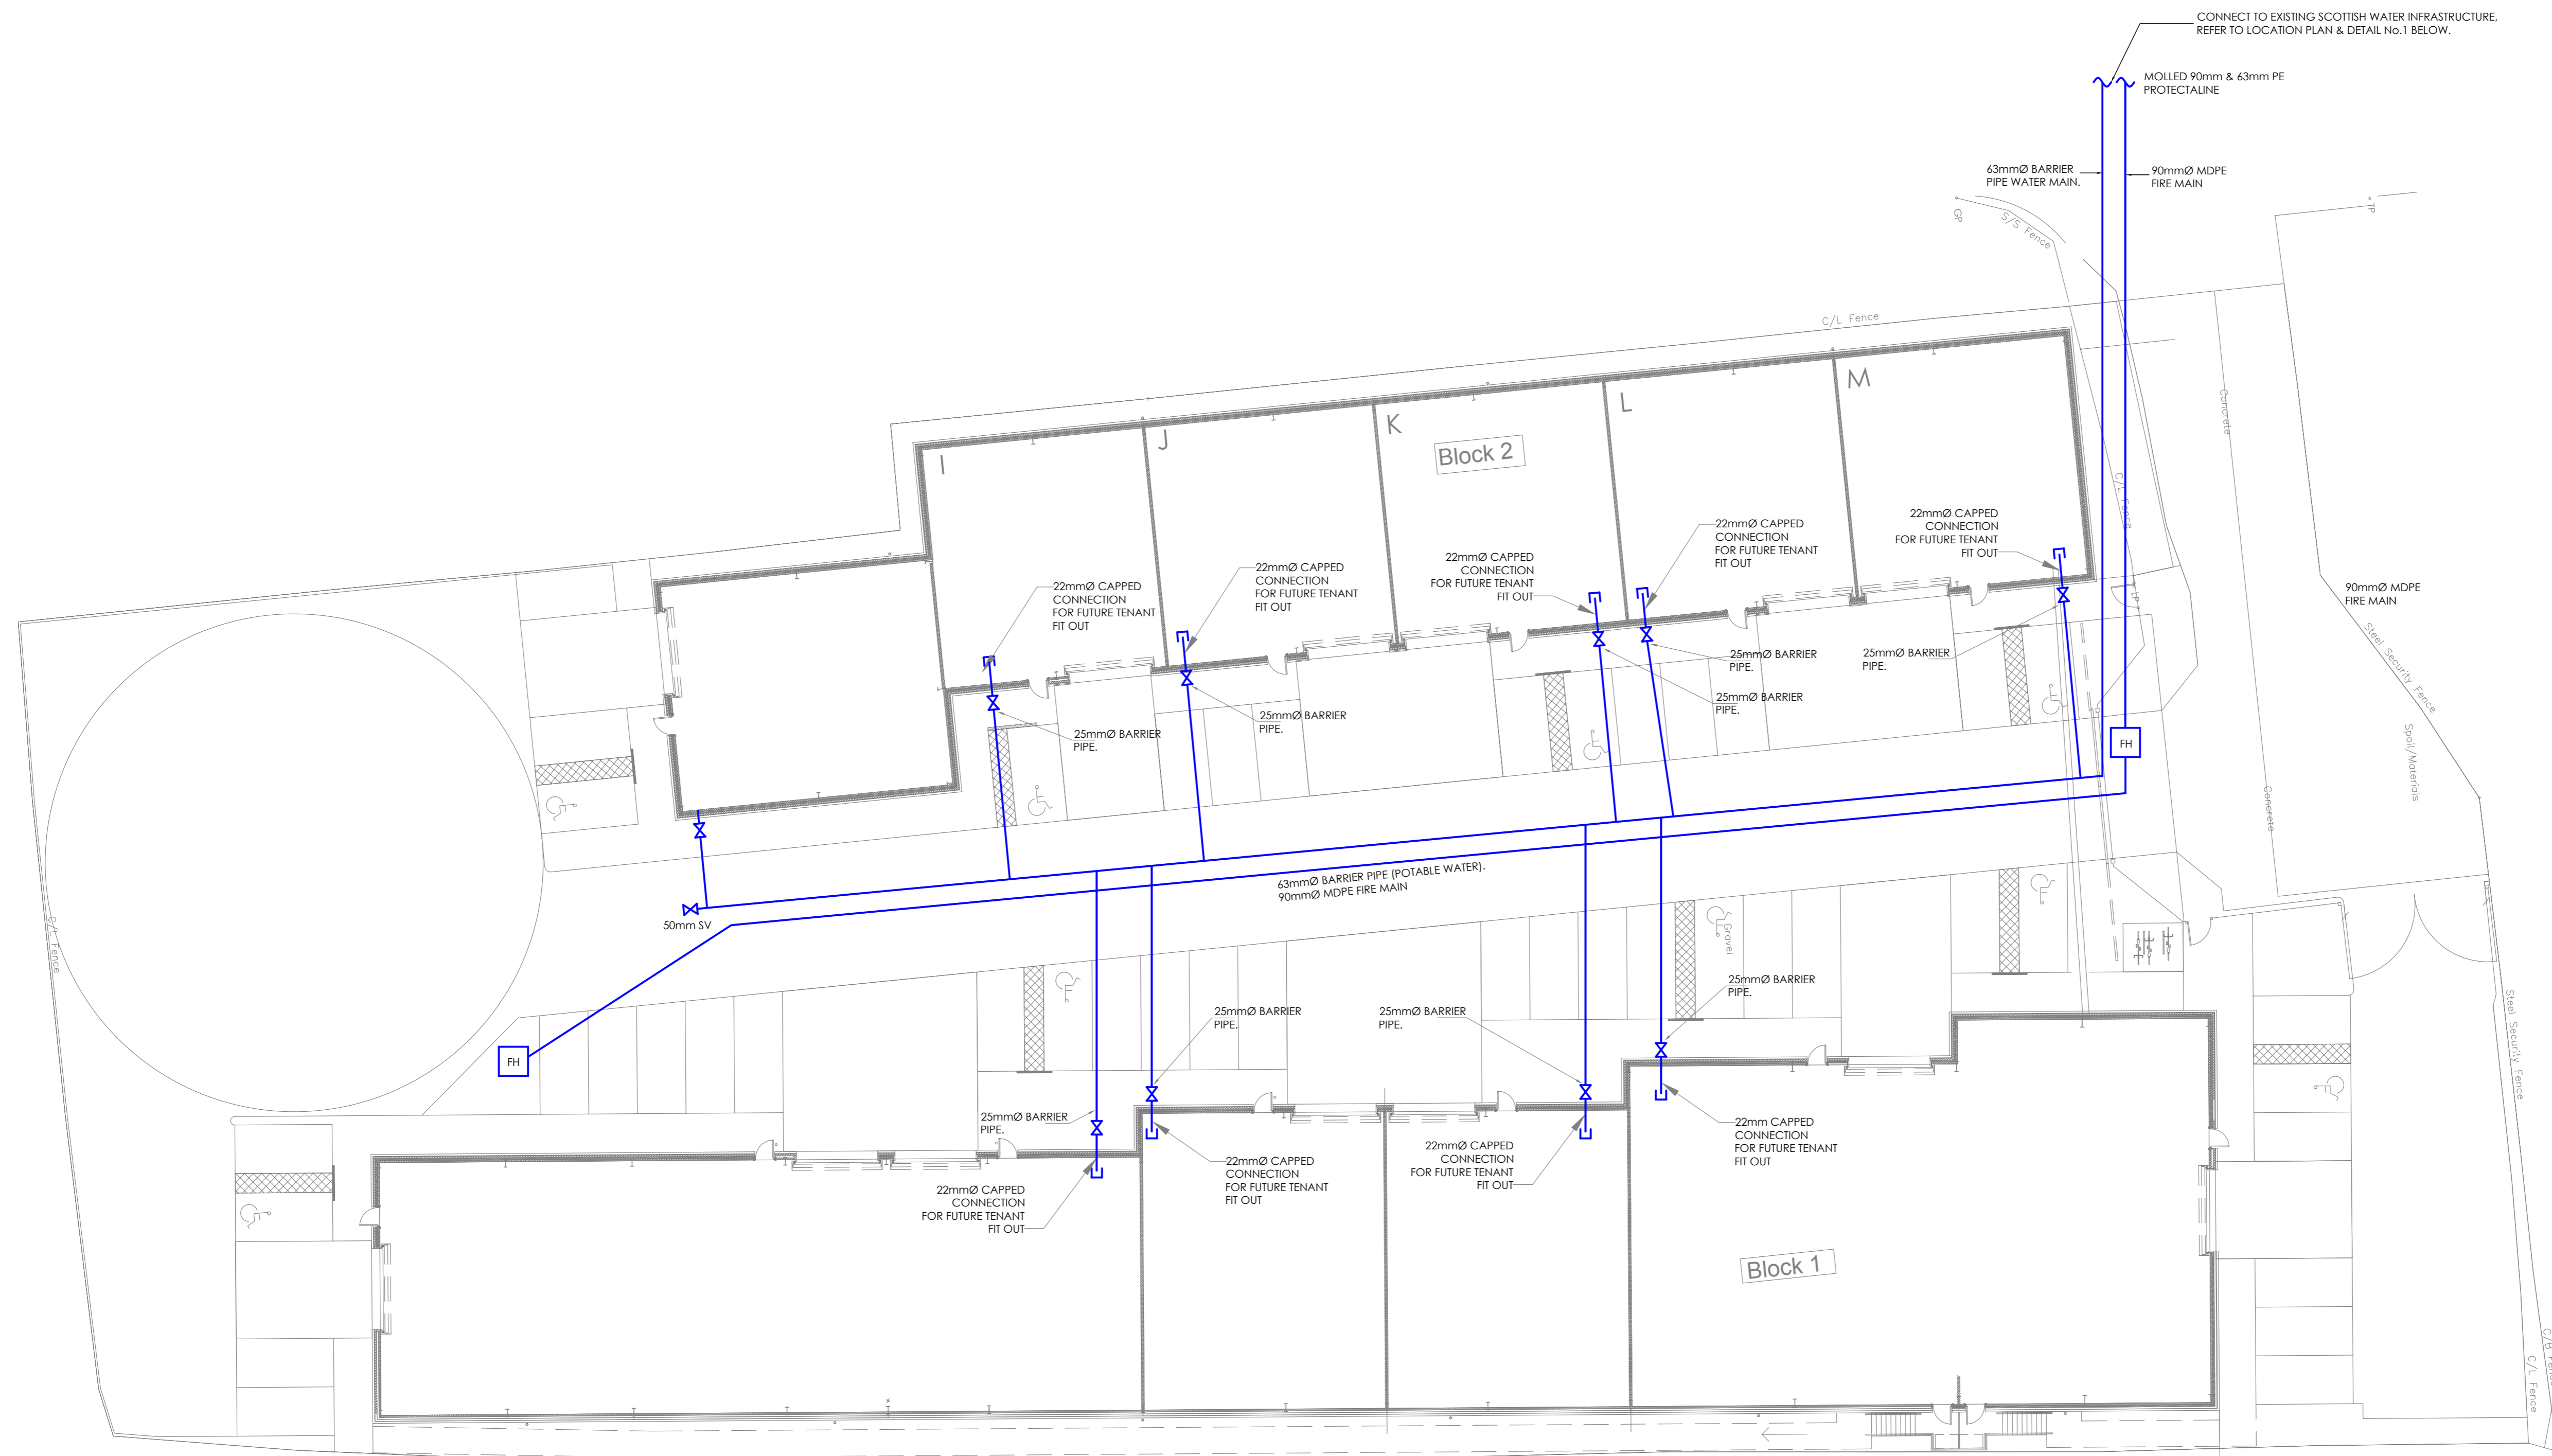 CONNECT TO EXISTING SCOTTISH WATER INFRASTRUCTURE,
REFER TO LOCATION PLAN & DETAIL No.1 BELOW.
MOLLED 90mm & 63mm PE
PROTECTALINE
63mmØ BARRIER
PIPE WATER MAIN.
90mmØ MDPE
FIRE MAIN
GP
S/S Fence
TP
C/L Fence
Concrete
C/L Fence
LP
I
J
K
L
M
Block 2
22mmØ CAPPED
CONNECTION
FOR FUTURE TENANT
FIT OUT
22mmØ CAPPED
CONNECTION
FOR FUTURE TENANT
FIT OUT
22mmØ CAPPED
CONNECTION
FOR FUTURE TENANT
FIT OUT
22mmØ CAPPED
CONNECTION
FOR FUTURE TENANT
FIT OUT
22mmØ CAPPED
CONNECTION
FOR FUTURE TENANT
FIT OUT
90mmØ MDPE
FIRE MAIN
Steel Security Fence
Spoil/Materials
25mmØ BARRIER
PIPE.
25mmØ BARRIER
PIPE.
25mmØ BARRIER
PIPE.
25mmØ BARRIER
PIPE.
25mmØ BARRIER
PIPE.
FH
Concrete
63mmØ BARRIER PIPE (POTABLE WATER).
90mmØ MDPE FIRE MAIN
50mm SV
C/L Fence
Gravel
FH
25mmØ BARRIER
PIPE.
25mmØ BARRIER
PIPE.
25mmØ BARRIER
PIPE.
25mmØ BARRIER
PIPE.
22mmØ CAPPED
CONNECTION
FOR FUTURE TENANT
FIT OUT
22mmØ CAPPED
CONNECTION
FOR FUTURE TENANT
FIT OUT
22mmØ CAPPED
CONNECTION
FOR FUTURE TENANT
FIT OUT
22mm CAPPED
CONNECTION
FOR FUTURE TENANT
FIT OUT
Block 1
Steel Security Fence
C/L Fence